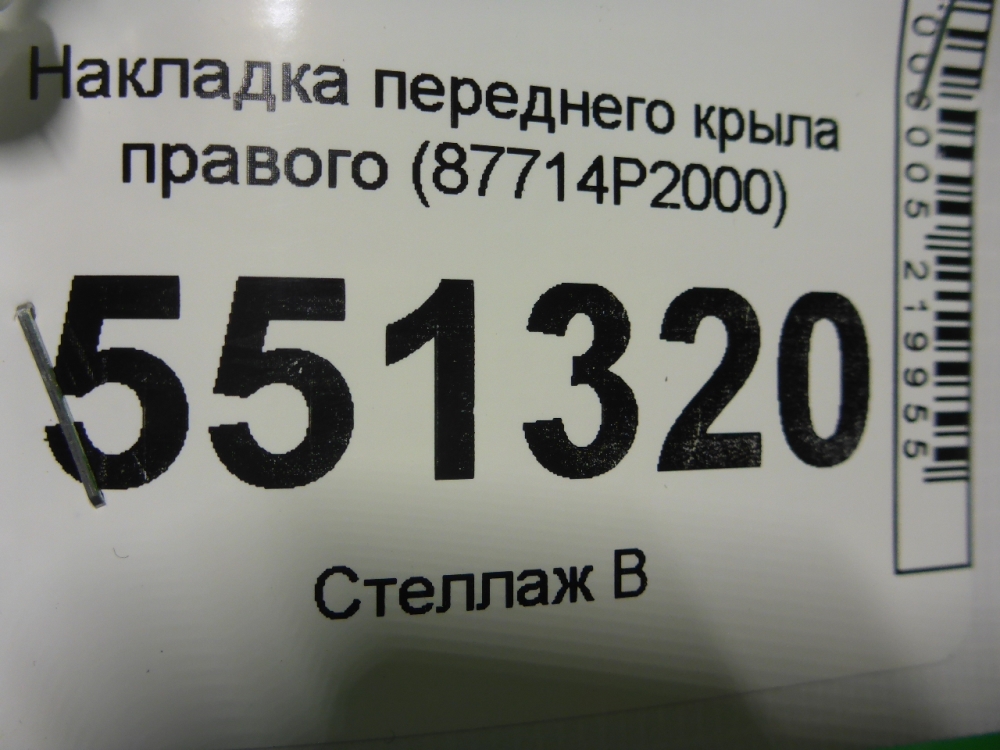 Накладка переднего крыла
правого (87714P2000)
551320
Стеллаж В